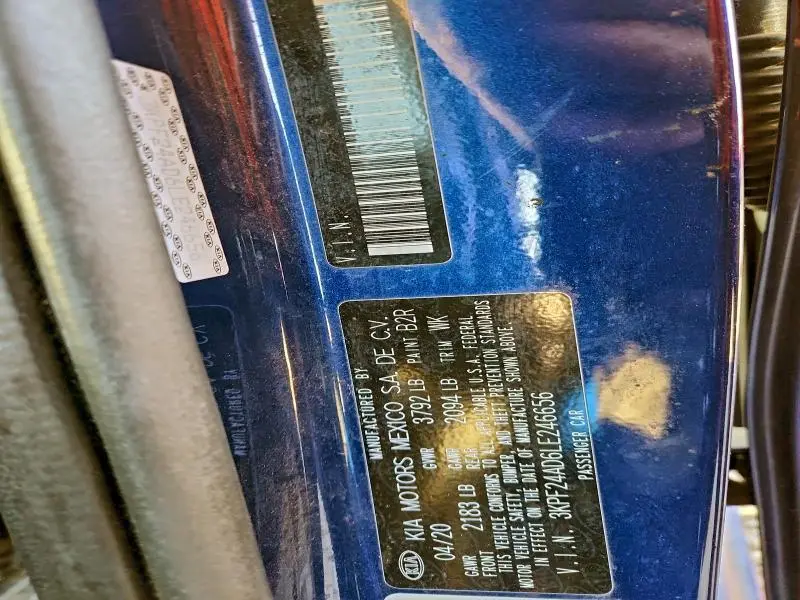 V.I.N.
MANUFACTURED BY
KIA KIA MOTORS MEXICO S.A. DE C.V.
04/20 GVWR 3792 LB PAINT B2R
GAWR FRONT 2183 LB GAWR REAR 2094 LB TRIM WK
THIS VEHICLE CONFORMS TO ALL APPLICABLE U.S.A. FEDERAL
MOTOR VEHICLE SAFETY, BUMPER, AND THEFT PREVENTION STANDARDS
IN EFFECT ON THE DATE OF MANUFACTURE SHOWN ABOVE.
V.I.N. 3KPF24AD6LE246656
PASSENGER CAR